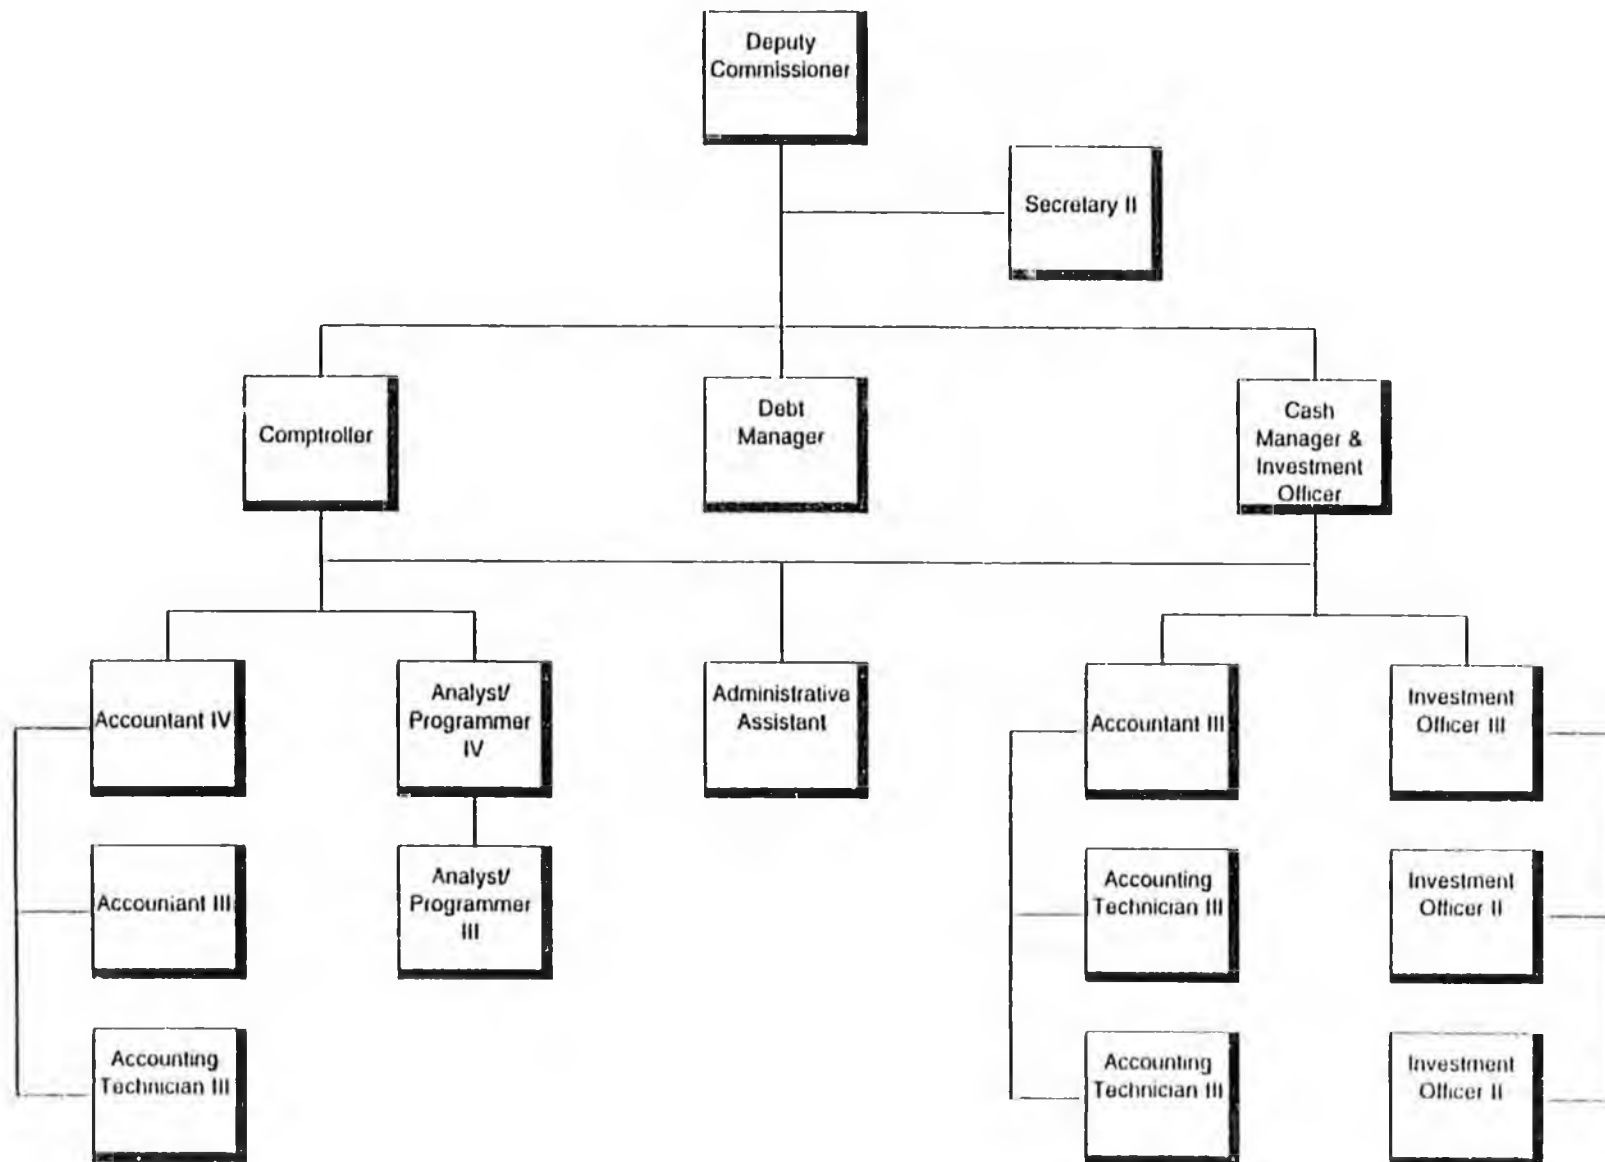 Deputy
Commissioner
Secretary II
Comptroller
Debt
Manager
Cash
Manager &
Investment
Officer
Accountant IV
Analyst/
Programmer
IV
Administrative
Assistant
Accountant III
Investment
Officer III
Accountant III
Analyst/
Programmer
III
Accounting
Technician III
Investment
Officer II
Accounting
Technician III
Accounting
Technician III
Investment
Officer II